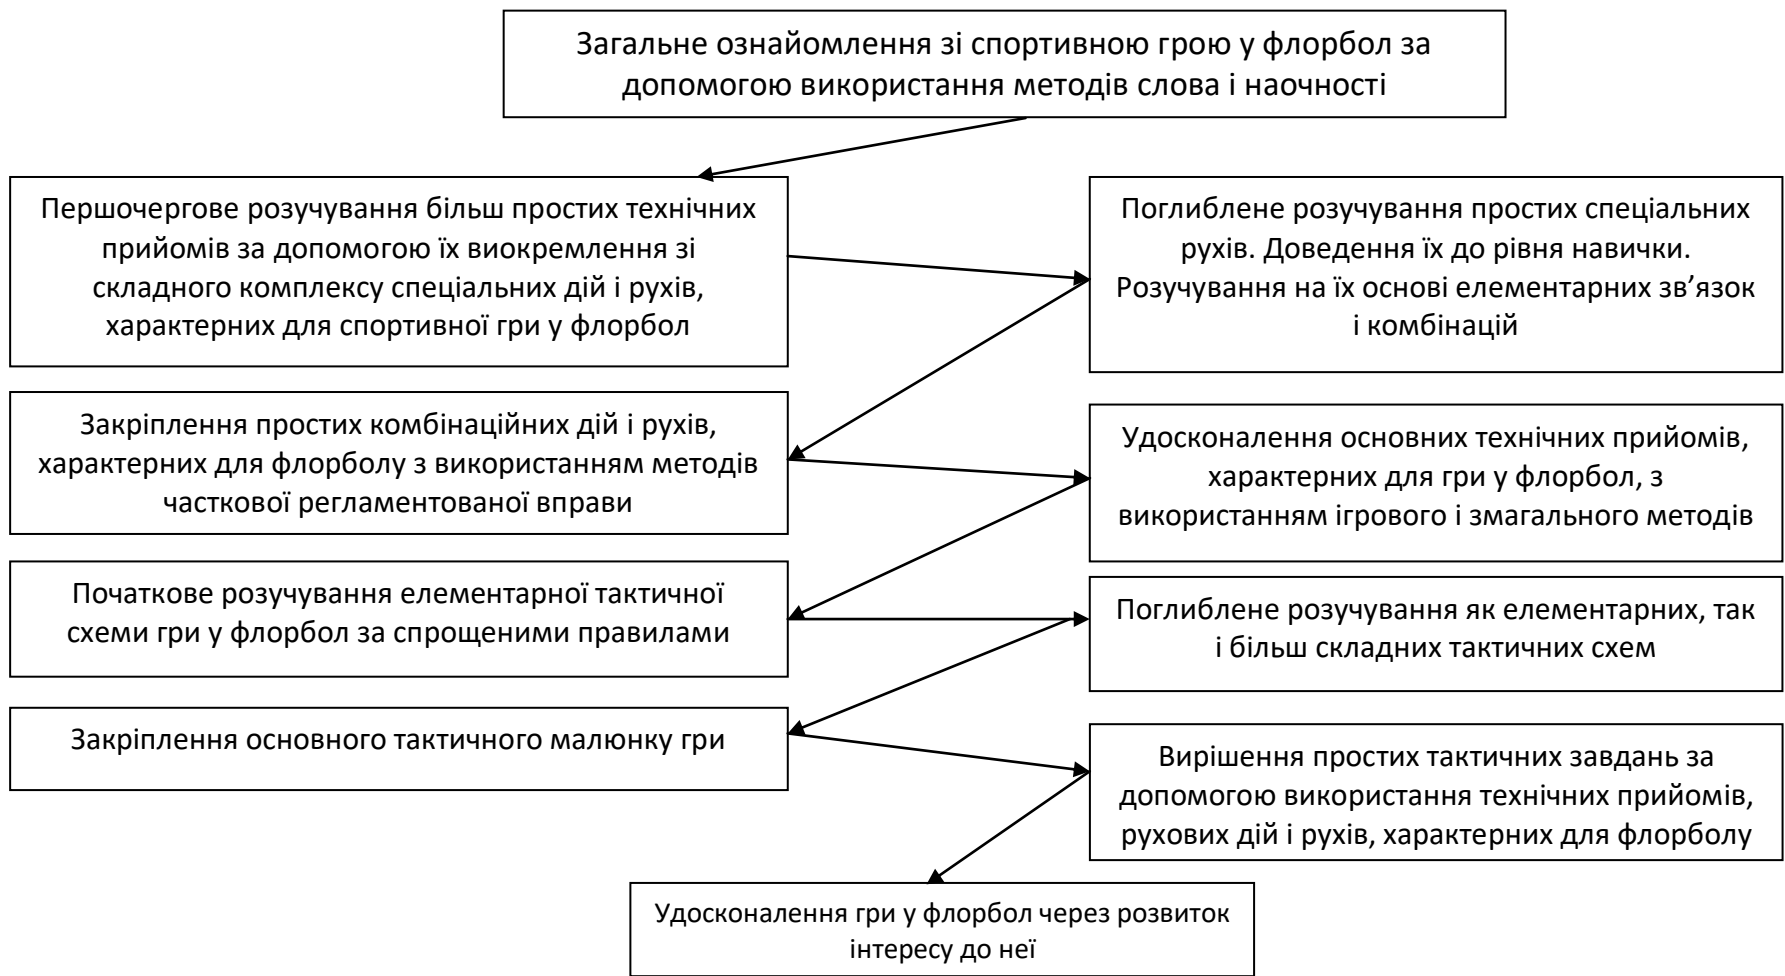 Загальне ознайомлення зі спортивною грою у флорбол за
допомогою використання методів слова і наочності
Першочергове розучування більш простих технічних
прийомів за допомогою їх виокремлення зі
складного комплексу спеціальних дій і рухів,
характерних для спортивної гри у флорбол
Поглиблене розучування простих спеціальних
рухів. Доведення їх до рівня навички.
Розучування на їх основі елементарних зв’язок
і комбінацій
Закріплення простих комбінаційних дій і рухів,
характерних для флорболу з використанням методів
часткової регламентованої вправи
Удосконалення основних технічних прийомів,
характерних для гри у флорбол, з
використанням ігрового і змагального методів
Початкове розучування елементарної тактичної
схеми гри у флорбол за спрощеними правилами
Поглиблене розучування як елементарних, так
і більш складних тактичних схем
Закріплення основного тактичного малюнку гри
Вирішення простих тактичних завдань за
допомогою використання технічних прийомів,
рухових дій і рухів, характерних для флорболу
Удосконалення гри у флорбол через розвиток
інтересу до неї